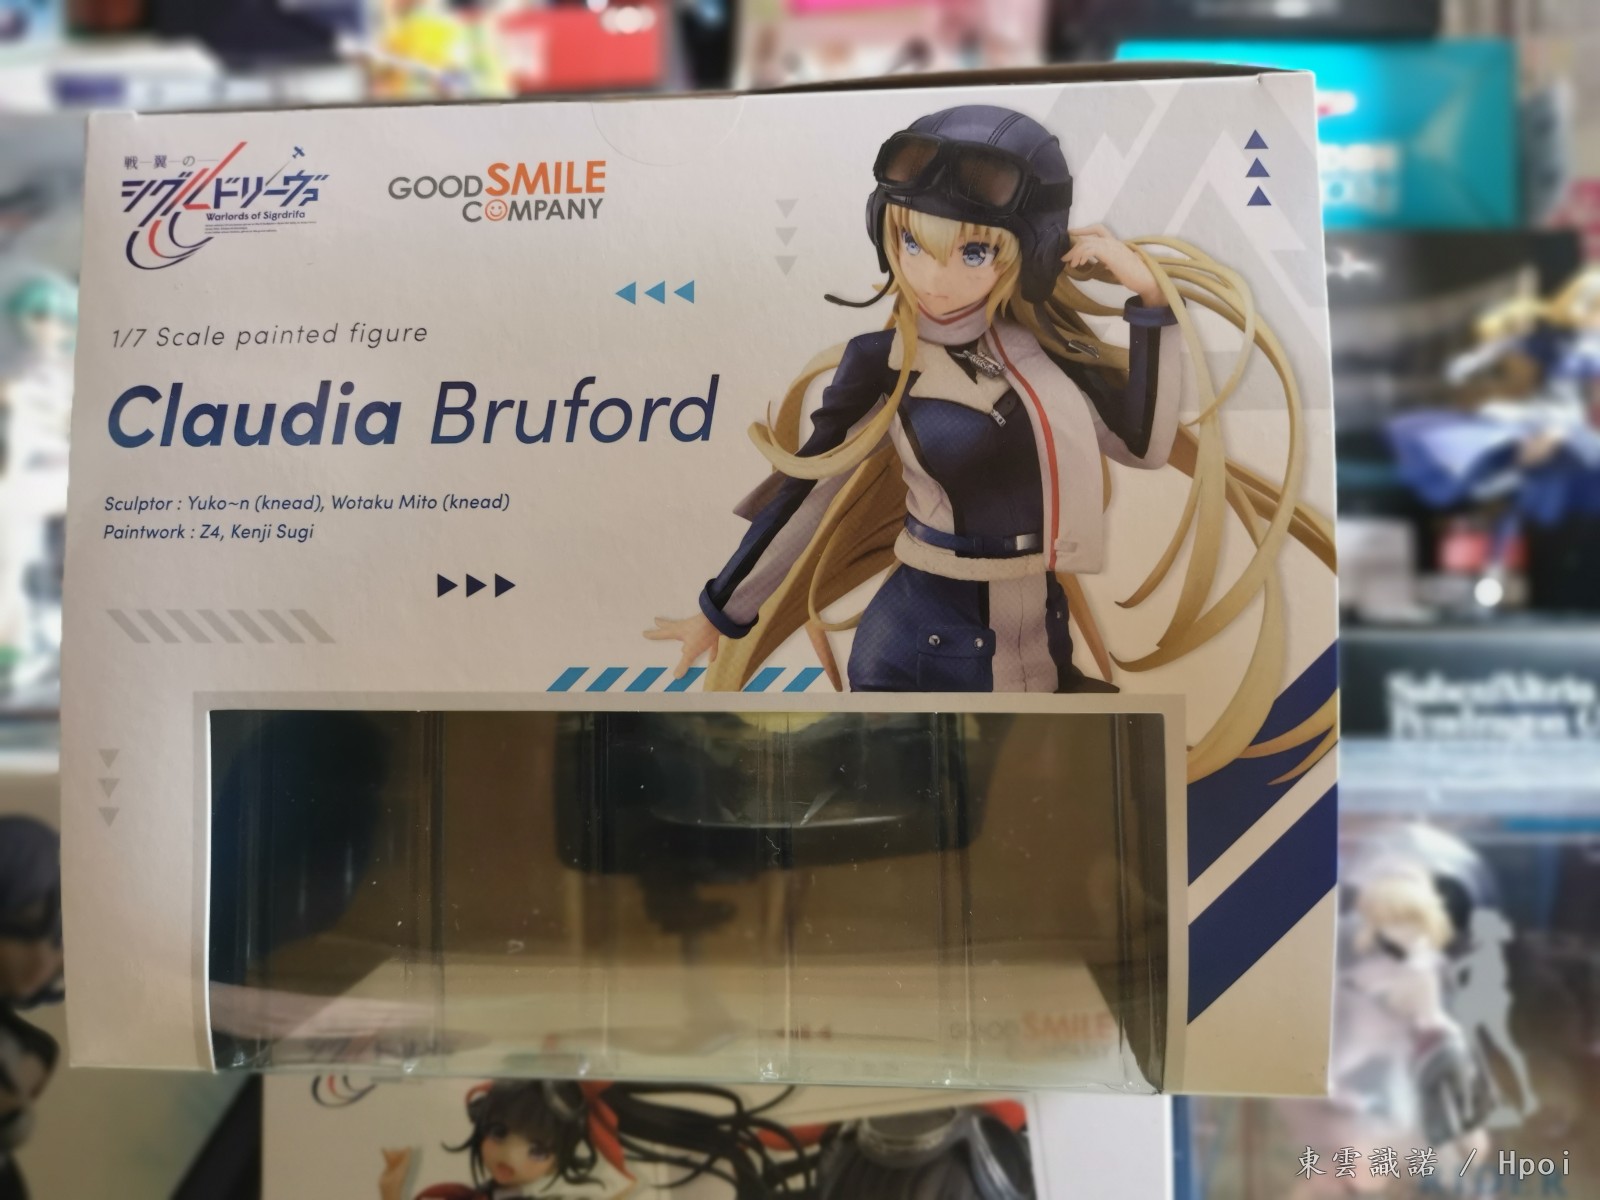 戦翼の
シグルドリーヴァ
Warlords of Sigrdrifa
GOOD SMILE
COMPANY
1/7 Scale painted figure
Claudia Bruford
Sculptor : Yuko~n (knead), Wotaku Mito (knead)
Paintwork : Z4, Kenji Sugi
SMILE
東雲識諾 / Hpoi